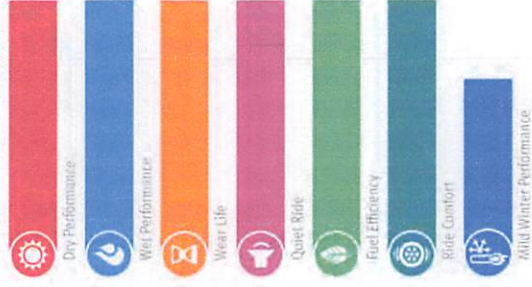 Dry Performance
Wet Performance
Wear Life
Quiet Ride
Fuel Efficiency
Ride Comfort
Mild Winter Performance